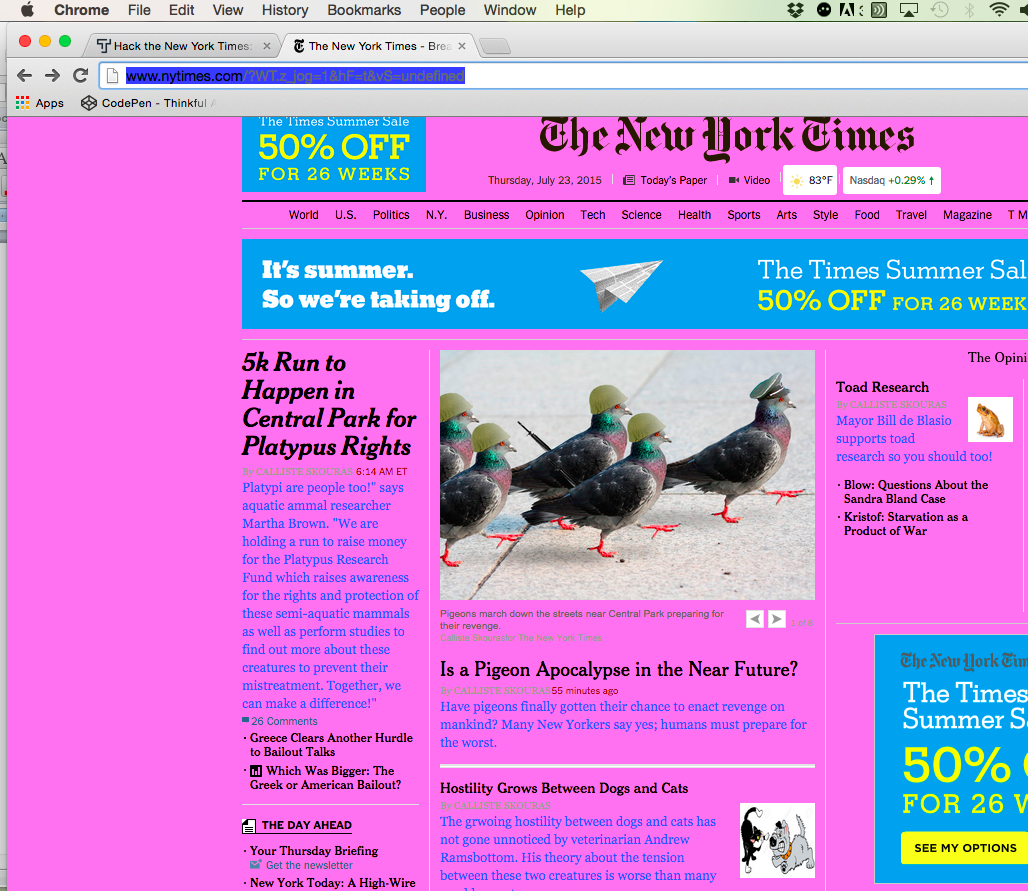 Chrome File Edit View History Bookmarks People Window Help
Hack the New York Times: The New York Times - Brea
www.nytimes.com/?WT.z_jog=1&hF=t&vS=undefined
Apps CodePen - Thinkful
The Times Summer Sale
50% OFF
FOR 26 WEEKS
The New York Times
Thursday, July 23, 2015 Today's Paper Video 83°F Nasdaq +0.29% ↑
World U.S. Politics N.Y. Business Opinion Tech Science Health Sports Arts Style Food Travel Magazine T M
It's summer.
So we're taking off.
The Times Summer Sal
50% OFF FOR 26 WEEK
5k Run to
Happen in
Central Park for
Platypus Rights
By CALLISTE SKOURAS 6:14 AM ET
Platypi are people too!" says
aquatic ammal researcher
Martha Brown. "We are
holding a run to raise money
for the Platypus Research
Fund which raises awareness
for the rights and protection of
these semi-aquatic mammals
as well as perform studies to
find out more about these
creatures to prevent their
mistreatment. Together, we
can make a difference!"
26 Comments
· Greece Clears Another Hurdle
to Bailout Talks
· Which Was Bigger: The
Greek or American Bailout?
THE DAY AHEAD
· Your Thursday Briefing
Get the newsletter
· New York Today: A High-Wire
Pigeons march down the streets near Central Park preparing for
their revenge.
Calliste Skourasfor The New York Times
1 of 8
Is a Pigeon Apocalypse in the Near Future?
By CALLISTE SKOURAS 55 minutes ago
Have pigeons finally gotten their chance to enact revenge on
mankind? Many New Yorkers say yes; humans must prepare for
the worst.
Hostility Grows Between Dogs and Cats
By CALLISTE SKOURAS
The grwoing hostility between dogs and cats has
not gone unnoticed by veterinarian Andrew
Ramsbottom. His theory about the tension
between these two creatures is worse than many
The Opini
Toad Research
By CALLISTE SKOURAS
Mayor Bill de Blasio
supports toad
research so you should too!
· Blow: Questions About the
Sandra Bland Case
· Kristof: Starvation as a
Product of War
The New York Tim
The Times
Summer Sal
50%
FOR 26 W
SEE MY OPTIONS